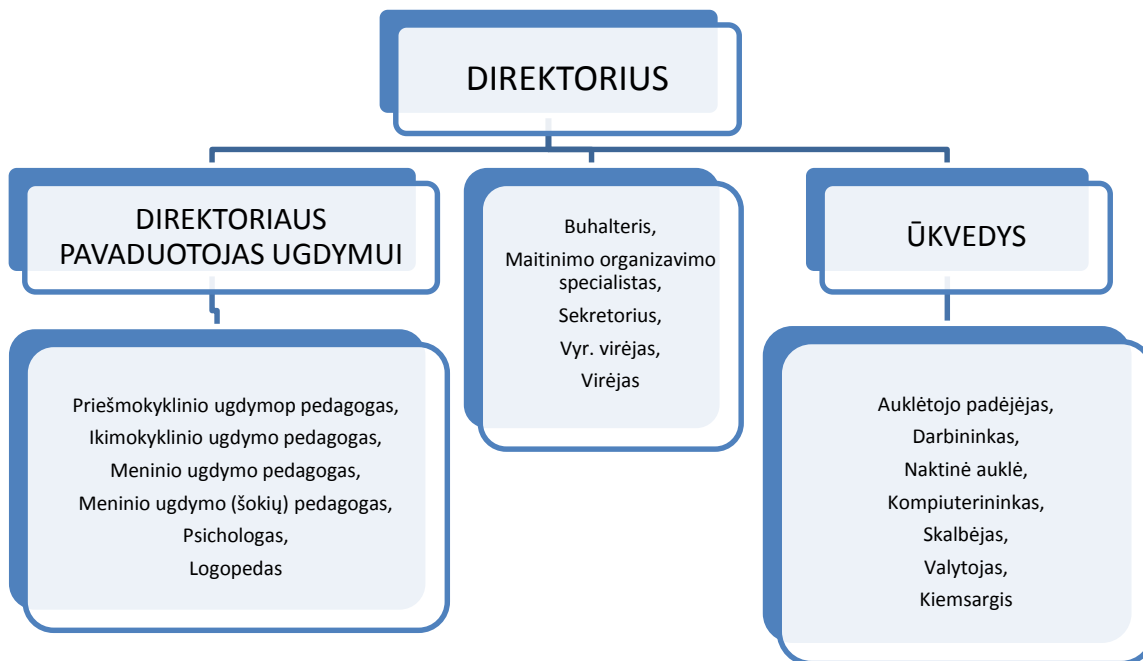 DIREKTORIUS
DIREKTORIAUS
PAVADUOTOJAS UGDYMUI
Priešmokyklinio ugdymop pedagogas,
Ikimokyklinio ugdymo pedagogas,
Meninio ugdymo pedagogas,
Meninio ugdymo (šokių) pedagogas,
Psichologas,
Logopedas
Buhalteris,
Maitinimo organizavimo
specialistas,
Sekretorius,
Vyr. virėjas,
Virėjas
ŪKVEDYS
Auklėtojo padėjėjas,
Darbininkas,
Naktinė auklė,
Kompiuterininkas,
Skalbėjas,
Valytojas,
Kiemsargis